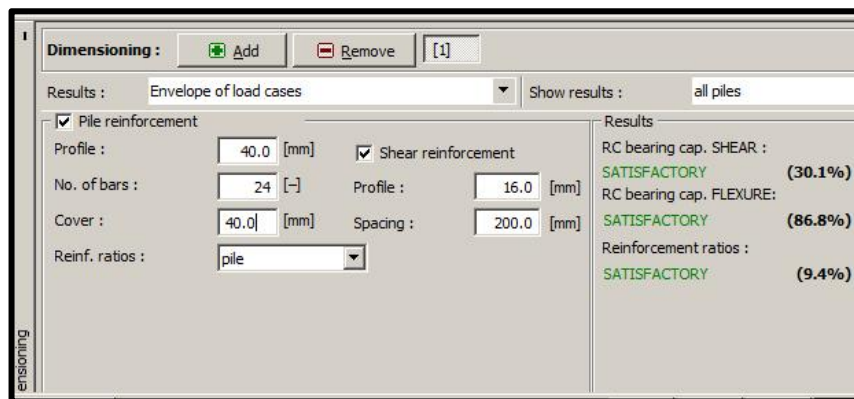 Dimensioning : Add Remove [1]
Results : Envelope of load cases Show results : all piles
Pile reinforcement
Profile : 40.0 [mm] Shear reinforcement
No. of bars : 24 [–] Profile : 16.0 [mm]
Cover : 40.0 [mm] Spacing : 200.0 [mm]
Reinf. ratios : pile
Results
RC bearing cap. SHEAR :
SATISFACTORY (30.1%)
RC bearing cap. FLEXURE:
SATISFACTORY (86.8%)
Reinforcement ratios :
SATISFACTORY (9.4%)
ensioning